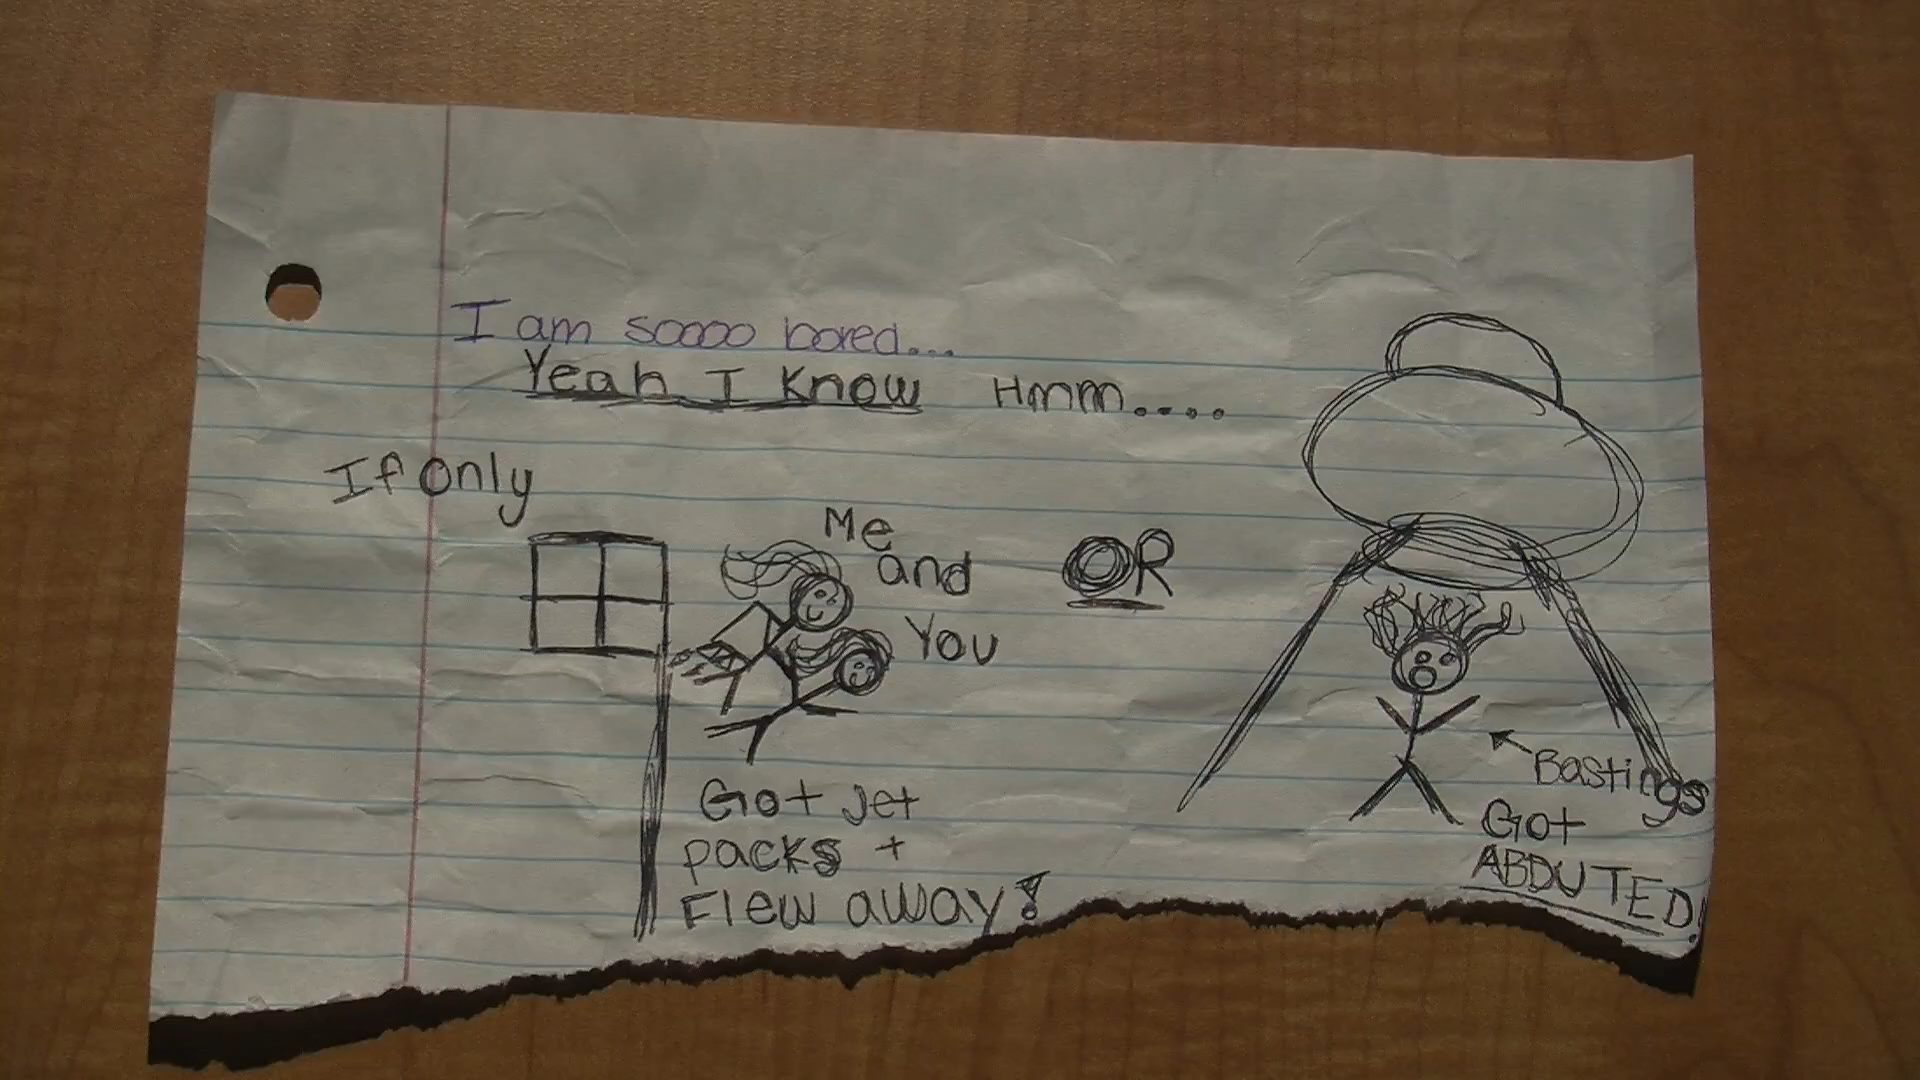 I am soooo bored...
Yeah I Know Hmm....
If only
Me
and
You
Got jet
packs +
Flew away!
OR
Bastings
Got
ABDUTED!